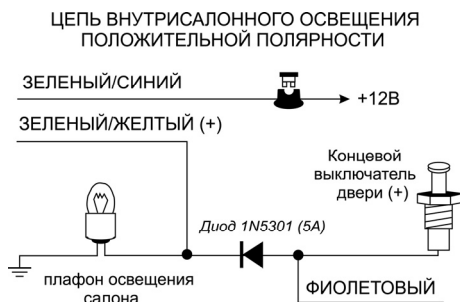 ЦЕПЬ ВНУТРИСАЛОННОГО ОСВЕЩЕНИЯ
ПОЛОЖИТЕЛЬНОЙ ПОЛЯРНОСТИ
ЗЕЛЕНЫЙ/СИНИЙ
+12В
ЗЕЛЕНЫЙ/ЖЕЛТЫЙ (+)
Концевой
выключатель
двери (+)
Диод 1N5301 (5А)
плафон освещения
салона
ФИОЛЕТОВЫЙ